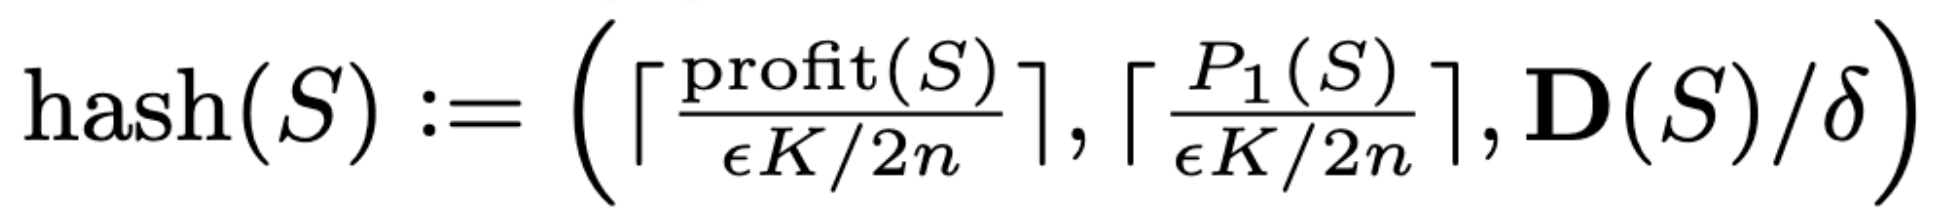 hash(S) := (⌈profit(S)/ϵK/2n⌉, ⌈P₁(S)/ϵK/2n⌉, D(S)/δ)